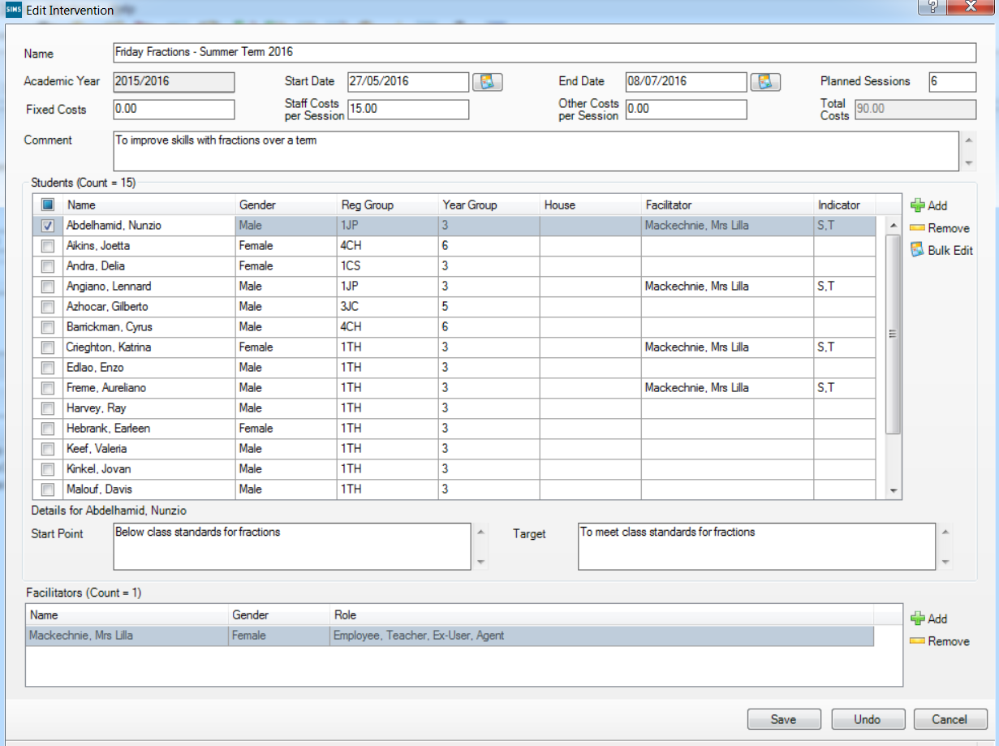 SIMS Edit Intervention
Name Friday Fractions - Summer Term 2016
Academic Year 2015/2016 Start Date 27/05/2016 End Date 08/07/2016 Planned Sessions 6
Fixed Costs 0.00 Staff Costs per Session 15.00 Other Costs per Session 0.00 Total Costs 90.00
Comment To improve skills with fractions over a term
Students (Count = 15)
Name Gender Reg Group Year Group House Facilitator Indicator Add
Abdelhamid, Nunzio Male 1JP 3 Mackechnie, Mrs Lilla S,T Remove
Aikins, Joetta Female 4CH 6 Bulk Edit
Andra, Delia Female 1CS 3
Angiano, Lennard Male 1JP 3 Mackechnie, Mrs Lilla S,T
Azhocar, Gilberto Male 3JC 5
Barrickman, Cyrus Male 4CH 6
Crieghton, Katrina Female 1TH 3 Mackechnie, Mrs Lilla S,T
Edlao, Enzo Male 1TH 3
Freme, Aureliano Male 1TH 3 Mackechnie, Mrs Lilla S,T
Harvey, Ray Male 1TH 3
Hebrank, Earleen Female 1TH 3
Keef, Valeria Male 1TH 3
Kinkel, Jovan Male 1TH 3
Malouf, Davis Male 1TH 3
Details for Abdelhamid, Nunzio
Start Point Below class standards for fractions Target To meet class standards for fractions
Facilitators (Count = 1)
Name Gender Role Add
Mackechnie, Mrs Lilla Female Employee, Teacher, Ex-User, Agent Remove
Save Undo Cancel